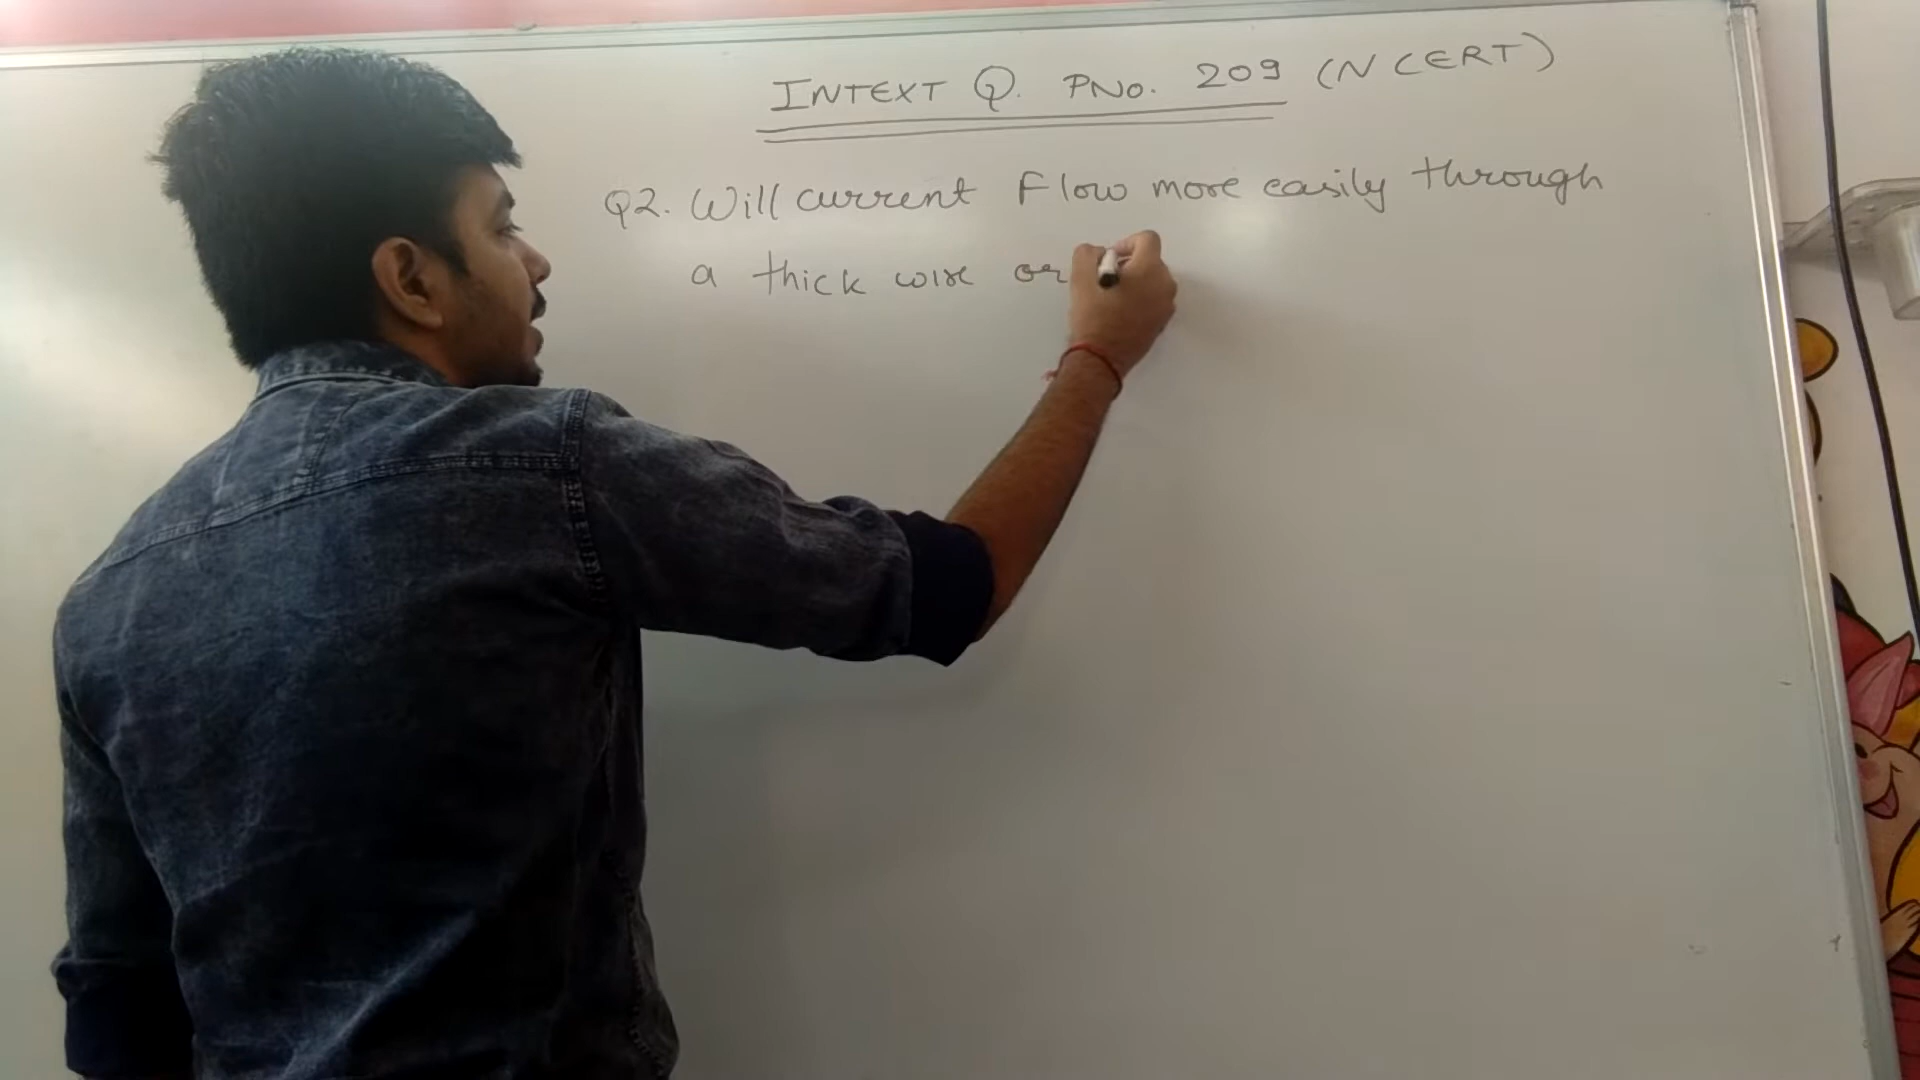 INTEXT Q. PNo. 209 (NCERT)
Q2. Will current Flow more easily through
a thick wire or